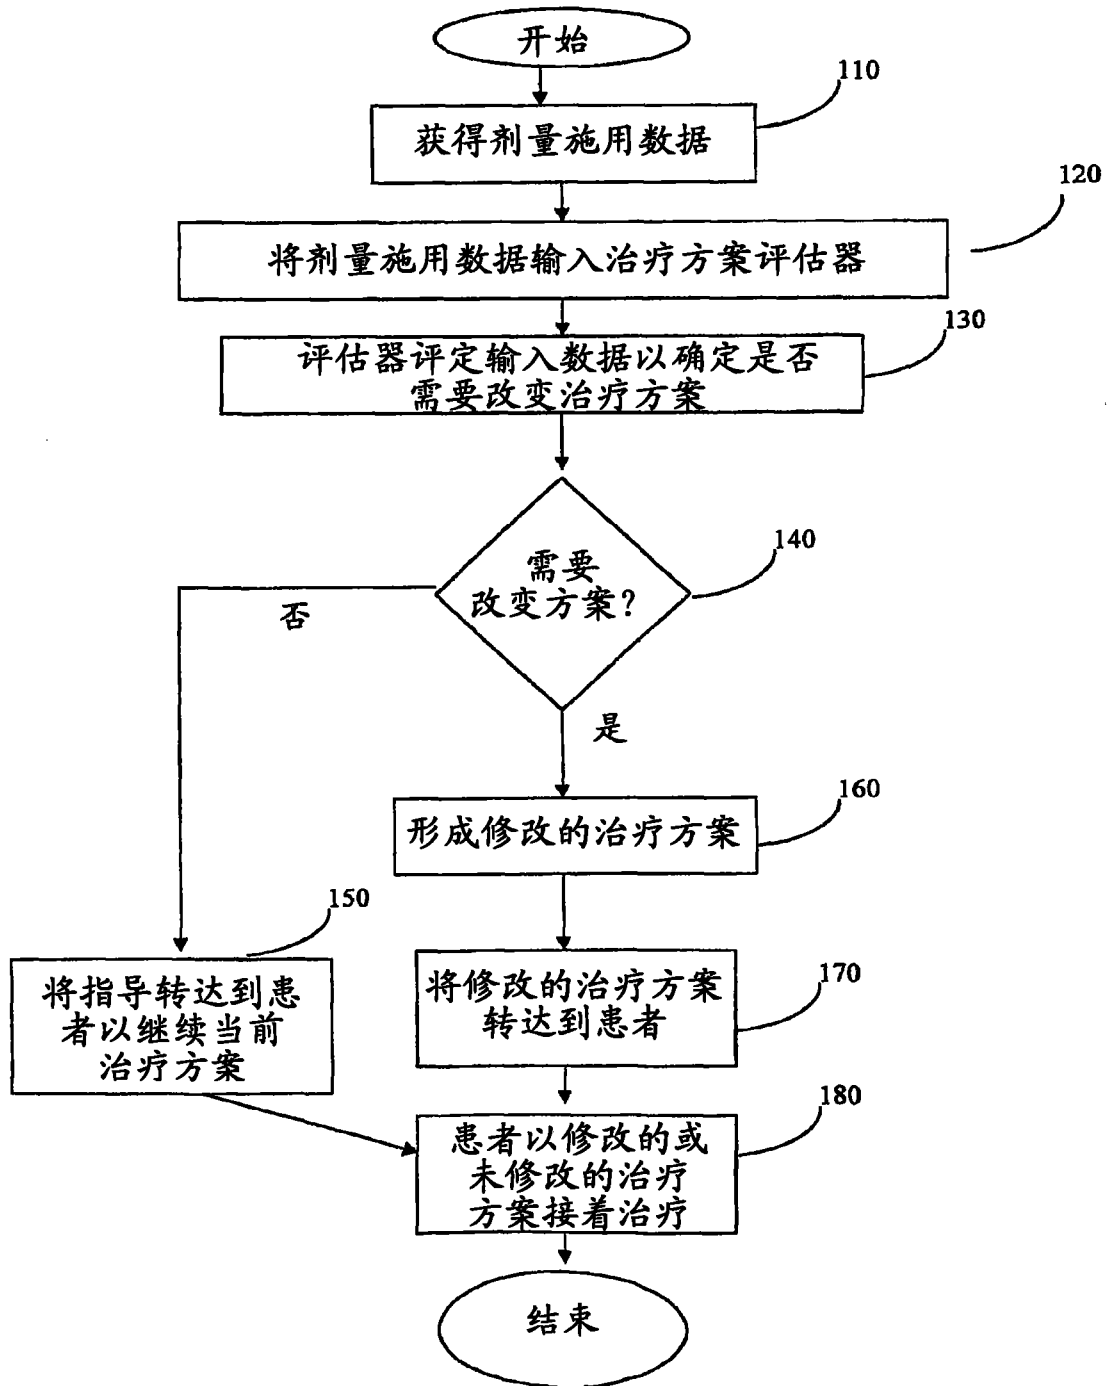 开始
110
获得剂量施用数据
120
将剂量施用数据输入治疗方案评估器
130
评估器评定输入数据以确定是否
需要改变治疗方案
140
需要
改变方案?
否
是
160
形成修改的治疗方案
150
将指导转达到患
者以继续当前
治疗方案
170
将修改的治疗方案
转达到患者
180
患者以修改的或
未修改的治疗
方案接着治疗
结束